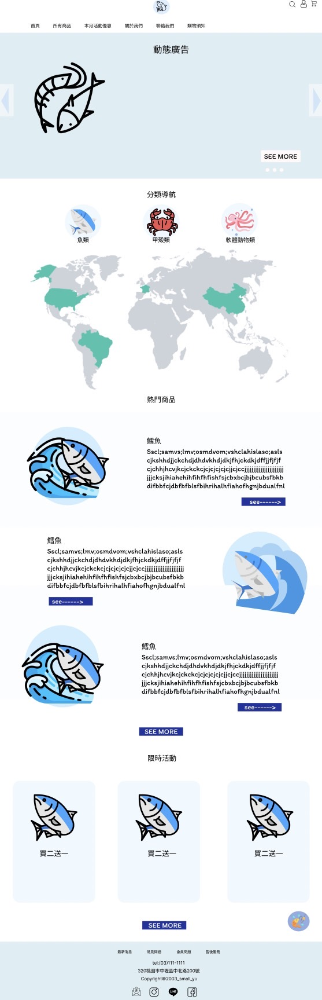 首頁 所有商品 本月活動優惠 關於我們 聯絡我們 購物須知
動態廣告
SEE MORE
分類導航
魚類 甲殼類 軟體動物類
熱門商品
鱈魚
Sscl;samvs;lmv;osmdvom;vshclahislaso;asls
cjkshhdjjckchdjdhdvkhdjdkjfhjckdkjdffjjfjfjf
cjchhjhcvjkcjckckcjcjcjcjcjcjjcjccjjjjjjjjjjjjjjjjjjjjjj
jjjcksjihiahehihfihfhfishfsjcbxbcjbjbcubsfbkb
difbbfcjdbfbfblsfbihrihalhfiahofhgnjbdualfnl
see------>
鱈魚
Sscl;samvs;lmv;osmdvom;vshclahislaso;asls
cjkshhdjjckchdjdhdvkhdjdkjfhjckdkjdffjjfjfjf
cjchhjhcvjkcjckckcjcjcjcjcjcjjcjccjjjjjjjjjjjjjjjjjjjjjj
jjjcksjihiahehihfihfhfishfsjcbxbcjbjbcubsfbkb
difbbfcjdbfbfblsfbihrihalhfiahofhgnjbdualfnl
see------>
鱈魚
Sscl;samvs;lmv;osmdvom;vshclahislaso;asls
cjkshhdjjckchdjdhdvkhdjdkjfhjckdkjdffjjfjfjf
cjchhjhcvjkcjckckcjcjcjcjcjcjjcjccjjjjjjjjjjjjjjjjjjjjjj
jjjcksjihiahehihfihfhfishfsjcbxbcjbjbcubsfbkb
difbbfcjdbfbfblsfbihrihalhfiahofhgnjbdualfnl
see------>
SEE MORE
限時活動
買二送一 買二送一 買二送一
SEE MORE
最新消息 常見問題 會員問題 售後服務
tel:(03)111-1111
320桃園市中壢區中北路200號
Copyright©2003_small_yu
LINE